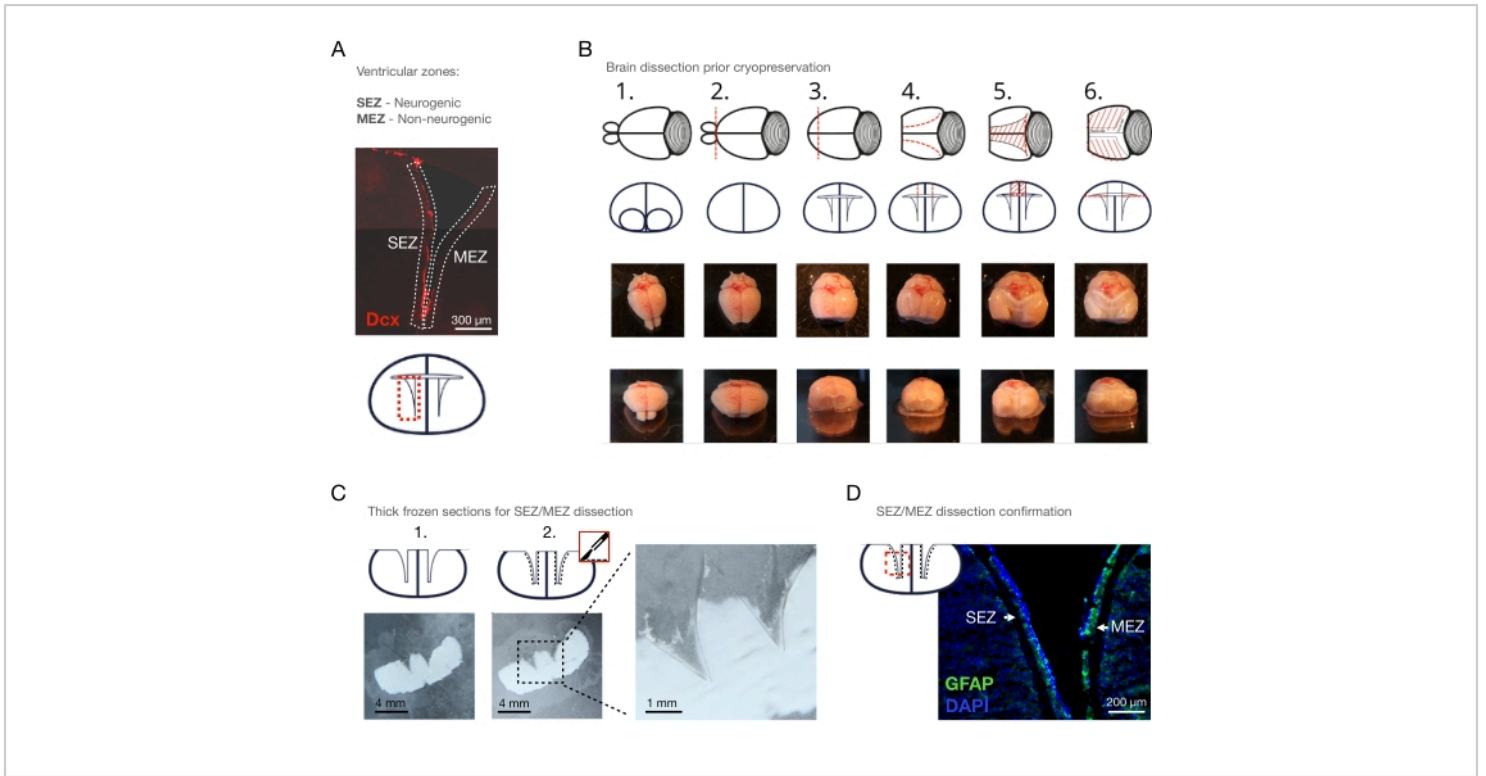 A
Ventricular zones:
SEZ - Neurogenic
MEZ - Non-neurogenic
SEZ
MEZ
Dcx
300 µm
B
Brain dissection prior cryopreservation
1.
2.
3.
4.
5.
6.
C
Thick frozen sections for SEZ/MEZ dissection
1.
2.
4 mm
4 mm
1 mm
D
SEZ/MEZ dissection confirmation
SEZ
MEZ
GFAP
DAPI
200 µm